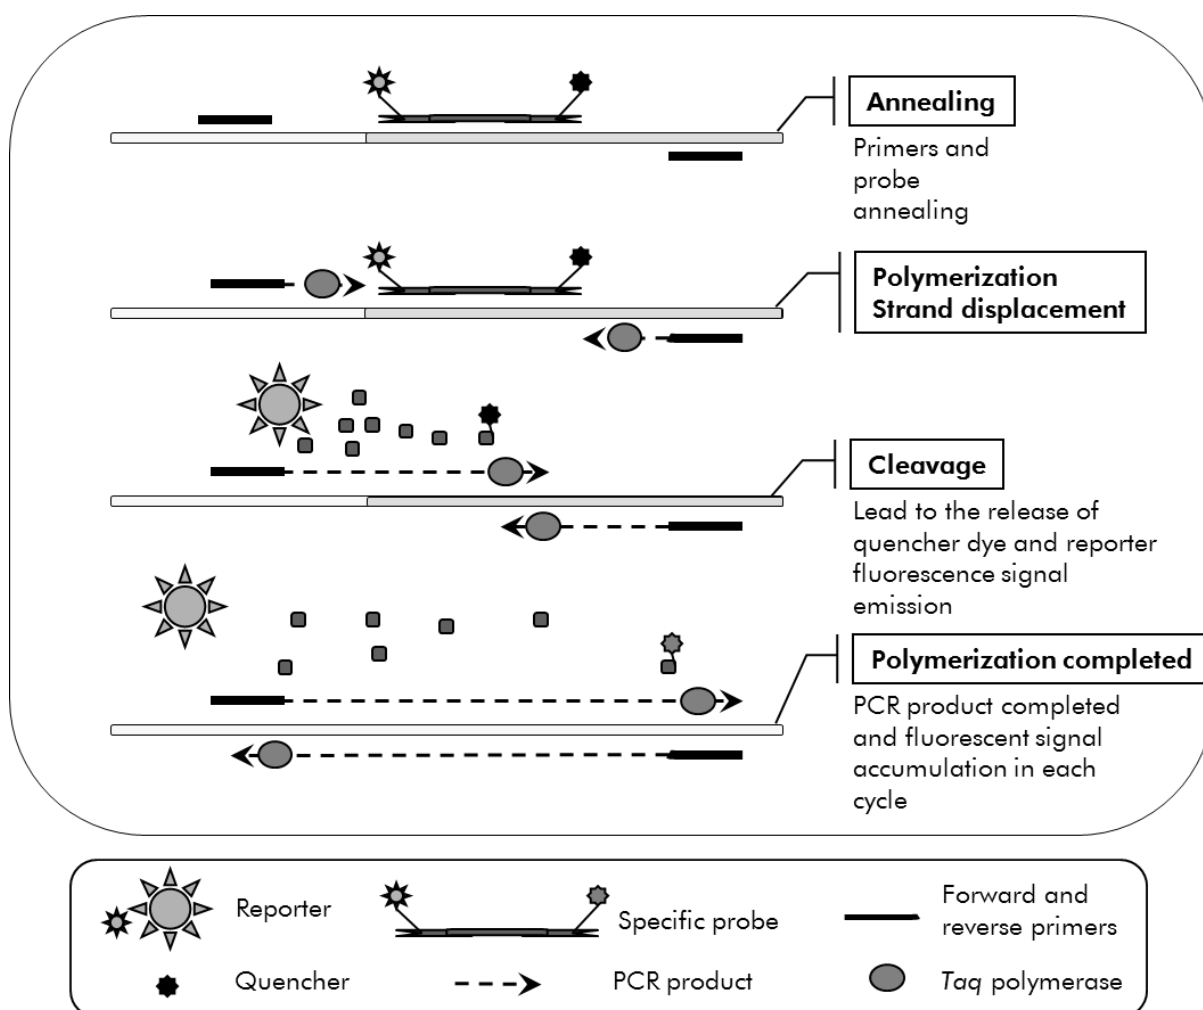 Annealing
Primers and
probe
annealing
Polymerization
Strand displacement
Cleavage
Lead to the release of
quencher dye and reporter
fluorescence signal
emission
Polymerization completed
PCR product completed
and fluorescent signal
accumulation in each
cycle
Reporter
Specific probe
Forward and
reverse primers
Quencher
PCR product
Taq polymerase